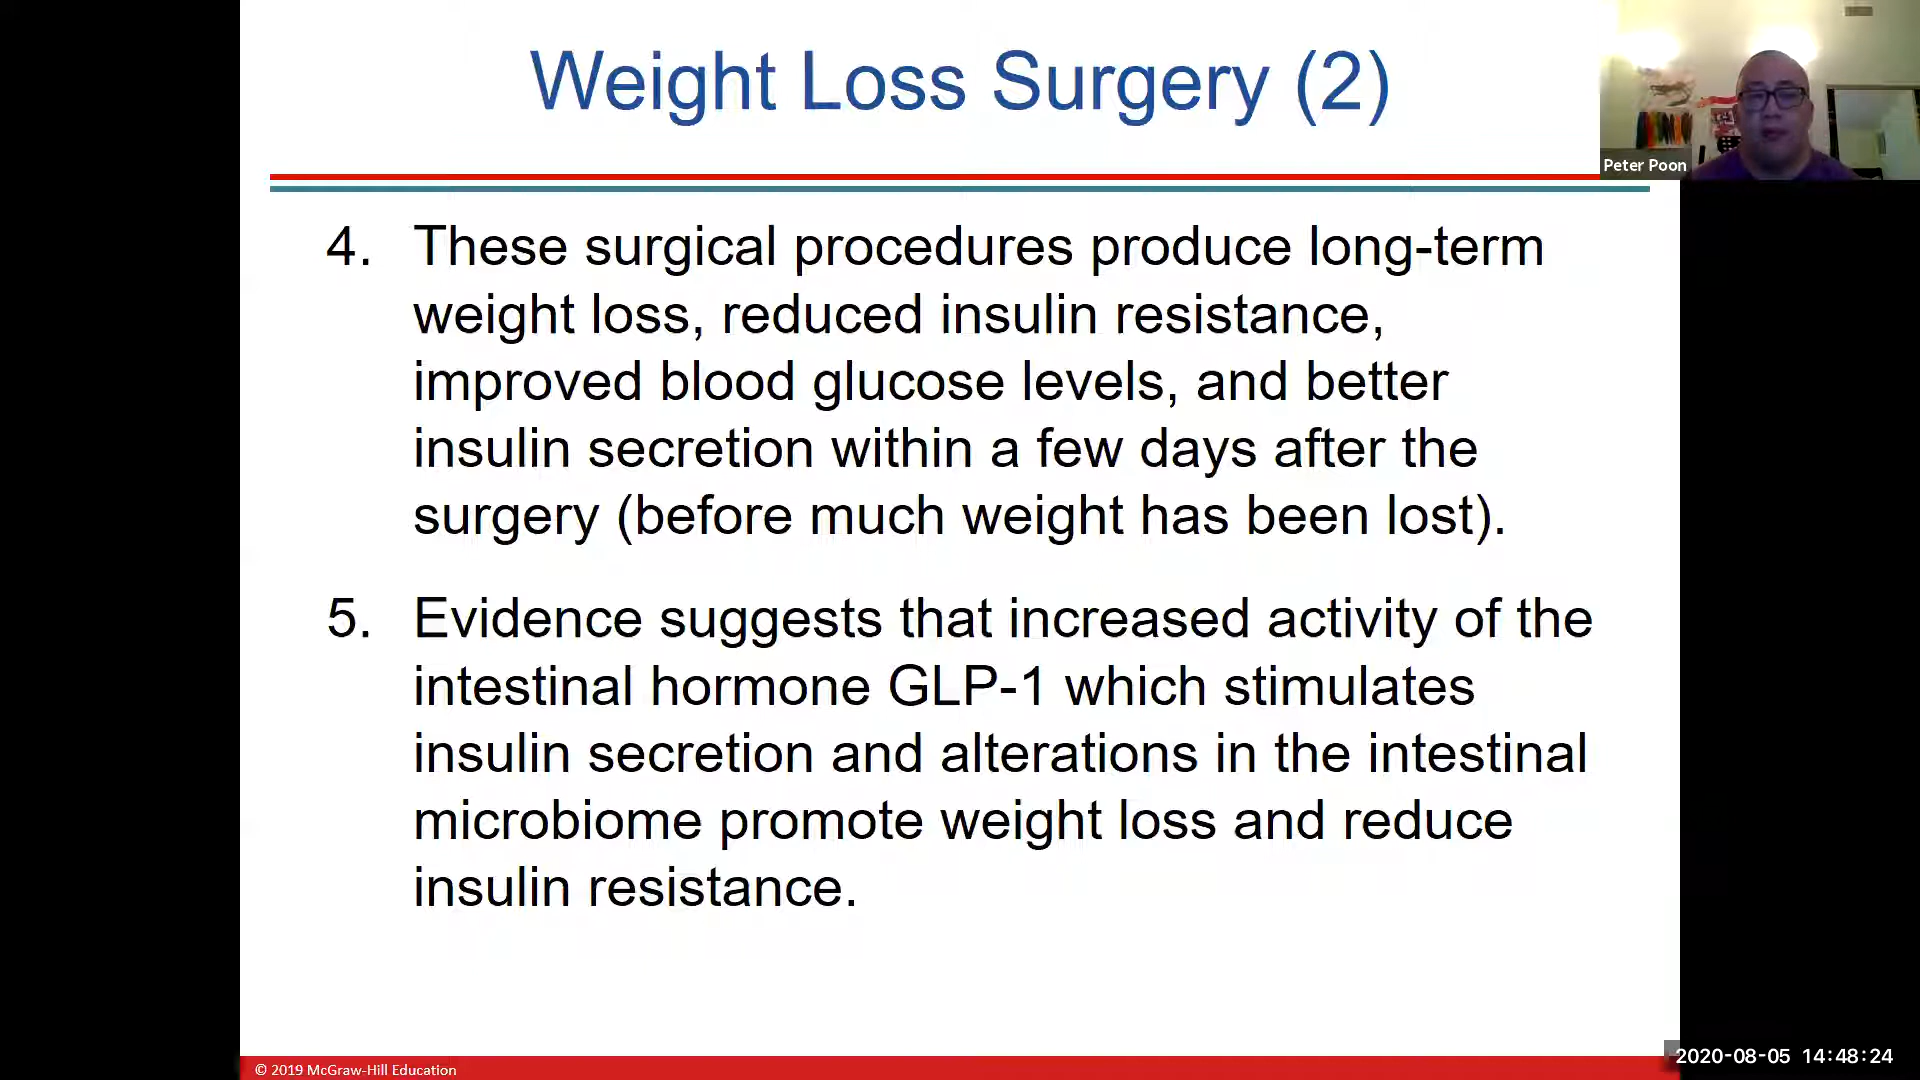 Weight Loss Surgery (2)
Peter Poon
4. These surgical procedures produce long-term
weight loss, reduced insulin resistance,
improved blood glucose levels, and better
insulin secretion within a few days after the
surgery (before much weight has been lost).
5. Evidence suggests that increased activity of the
intestinal hormone GLP-1 which stimulates
insulin secretion and alterations in the intestinal
microbiome promote weight loss and reduce
insulin resistance.
© 2019 McGraw-Hill Education
2020-08-05 14:48:24